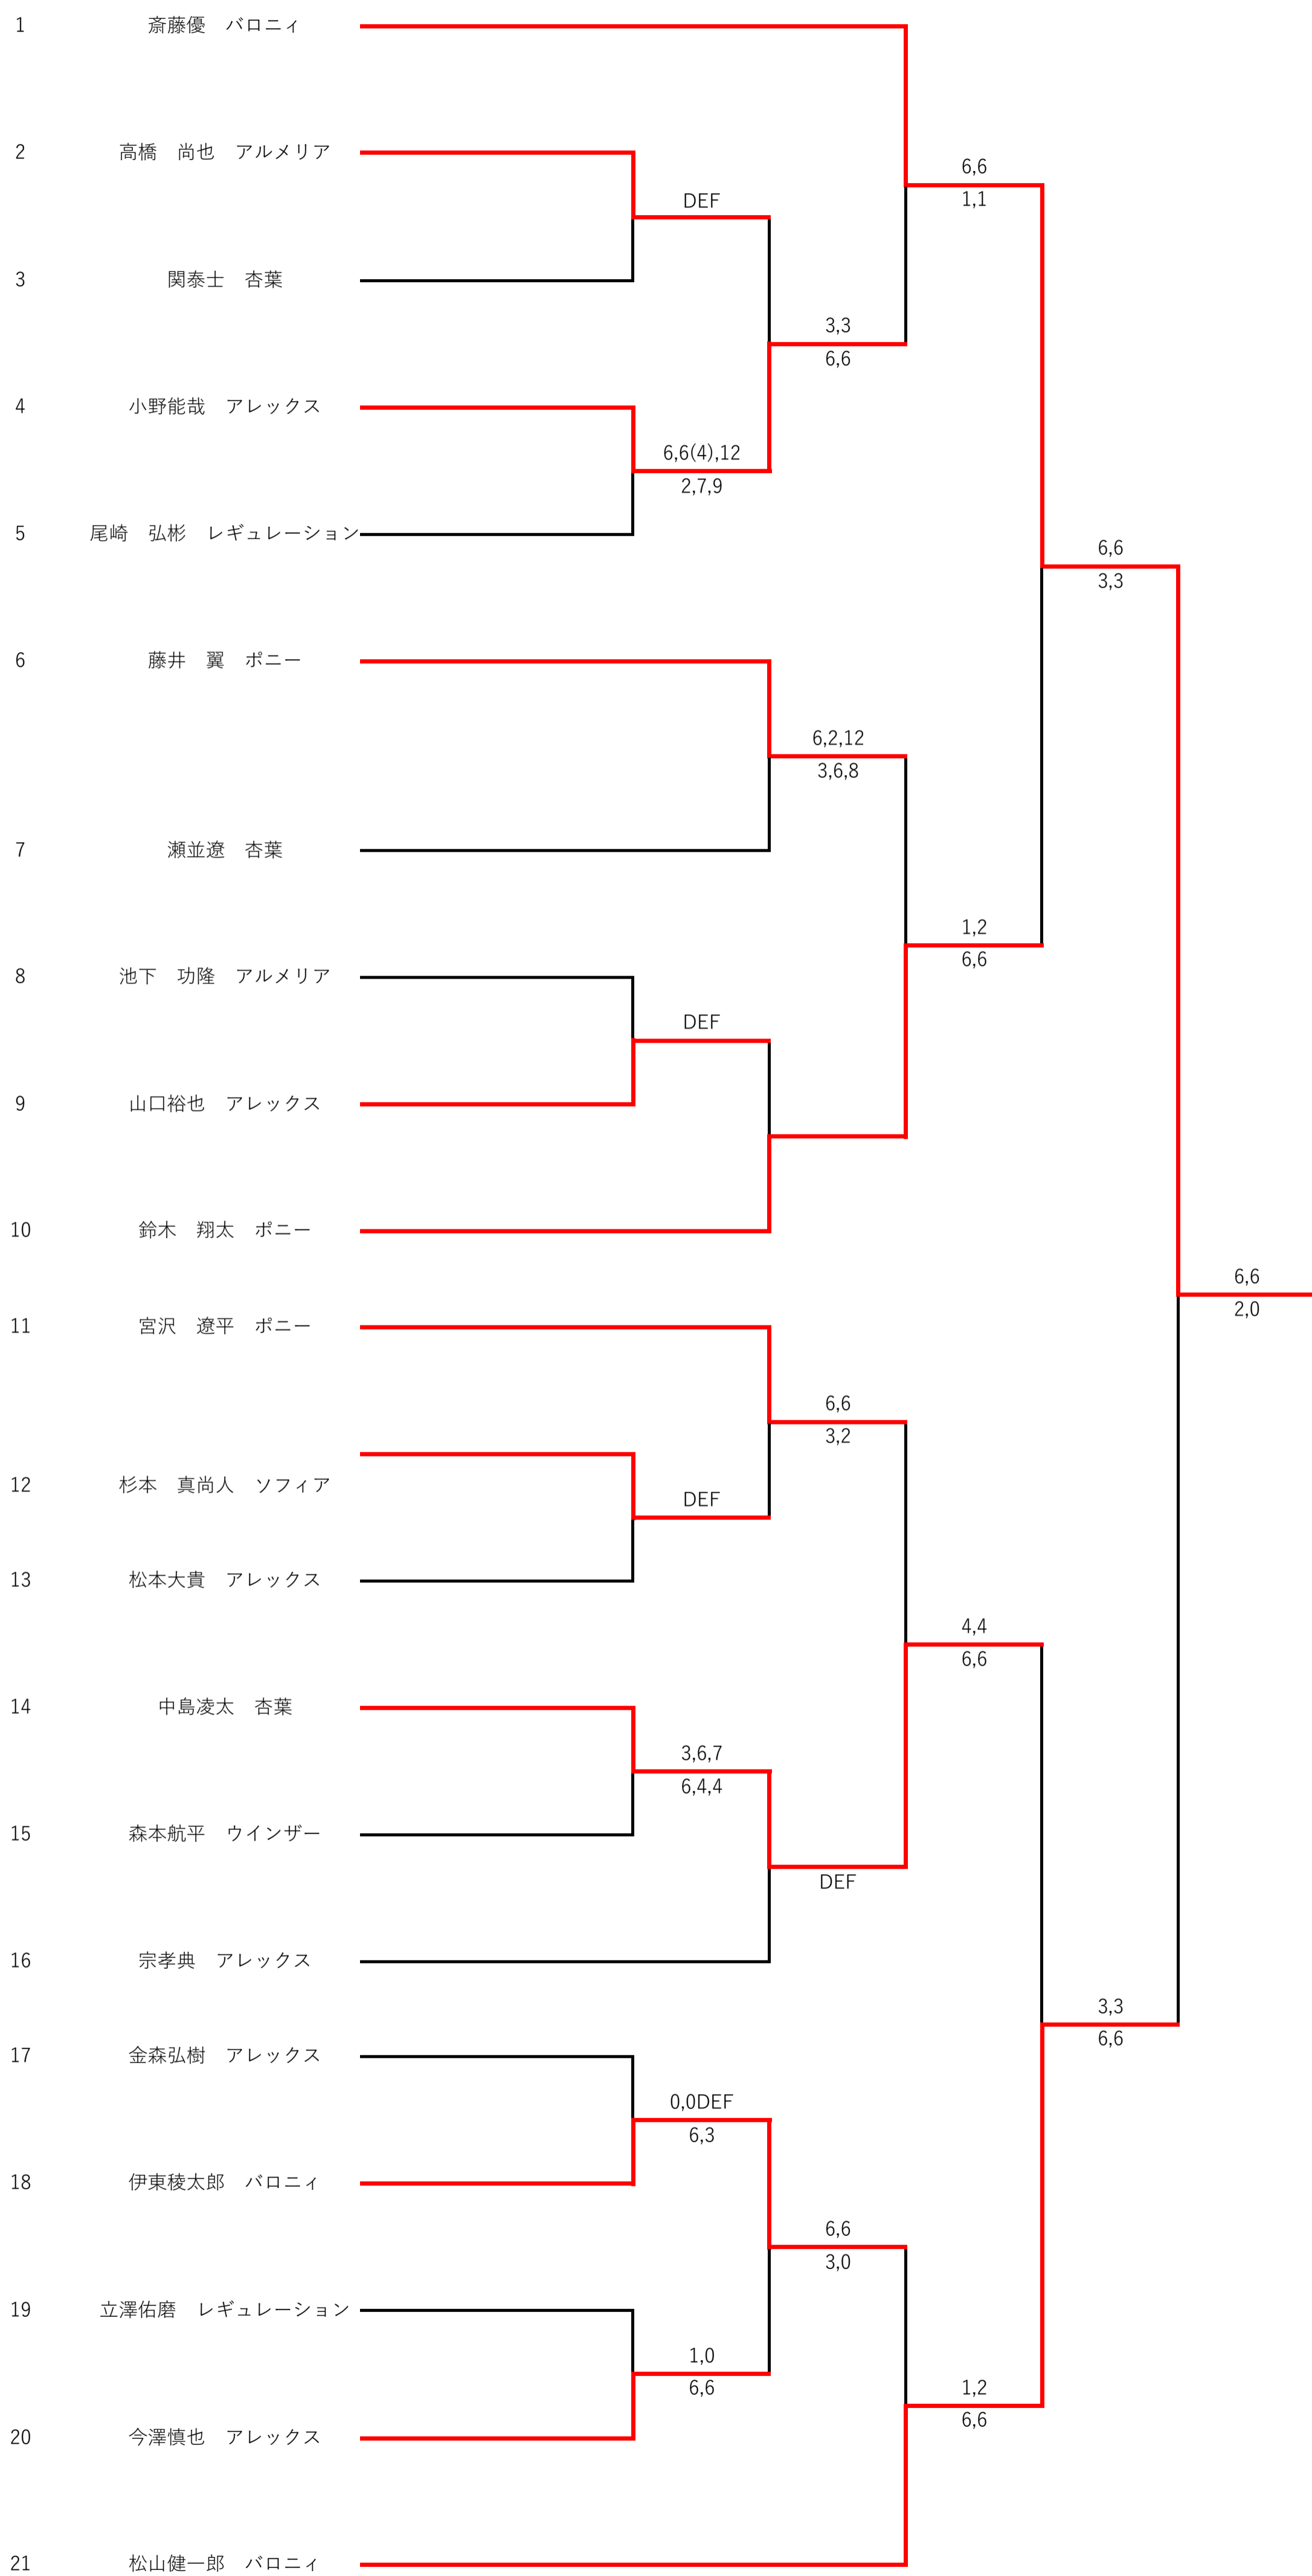 1 斎藤優 バロニィ
6,6
2 高橋 尚也 アルメリア
1,1
DEF
3 関泰士 杏葉
3,3
6,6
4 小野能哉 アレックス
6,6(4),12
2,7,9
5 尾崎 弘彬 レギュレーション
6,6
3,3
6 藤井 翼 ポニー
6,2,12
3,6,8
7 瀬並遼 杏葉
1,2
6,6
8 池下 功隆 アルメリア
DEF
9 山口裕也 アレックス
10 鈴木 翔太 ポニー
6,6
2,0
11 宮沢 遼平 ポニー
6,6
3,2
12 杉本 真尚人 ソフィア
DEF
13 松本大貴 アレックス
4,4
6,6
14 中島凌太 杏葉
3,6,7
6,4,4
15 森本航平 ウインザー
DEF
16 宗孝典 アレックス
3,3
6,6
17 金森弘樹 アレックス
0,0DEF
6,3
18 伊東稜太郎 バロニィ
6,6
3,0
19 立澤佑磨 レギュレーション
1,0
6,6
1,2
6,6
20 今澤慎也 アレックス
21 松山健一郎 バロニィ